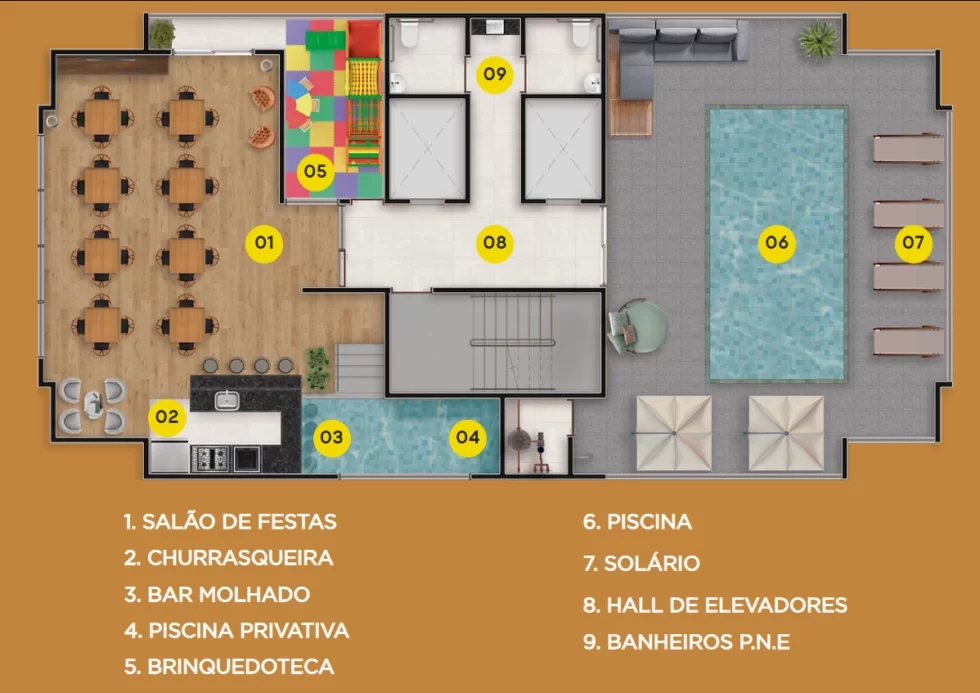 05
09
01
08
06
07
02
03
04
1. SALÃO DE FESTAS
2. CHURRASQUEIRA
3. BAR MOLHADO
4. PISCINA PRIVATIVA
5. BRINQUEDOTECA
6. PISCINA
7. SOLÁRIO
8. HALL DE ELEVADORES
9. BANHEIROS P.N.E